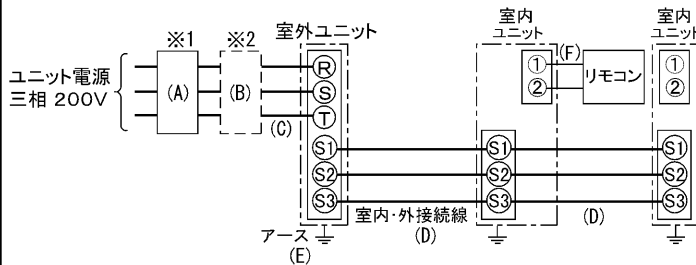 ※1
※2
室外ユニット
室内
ユニット
室内
ユニット
ユニット電源
三相 200V
(A)
(B)
(C)
R
S
T
①
②
(F)
リモコン
①
②
S1
S2
S3
S1
S2
S3
S1
S2
S3
室内・外接続線
(D)
(D)
アース
(E)